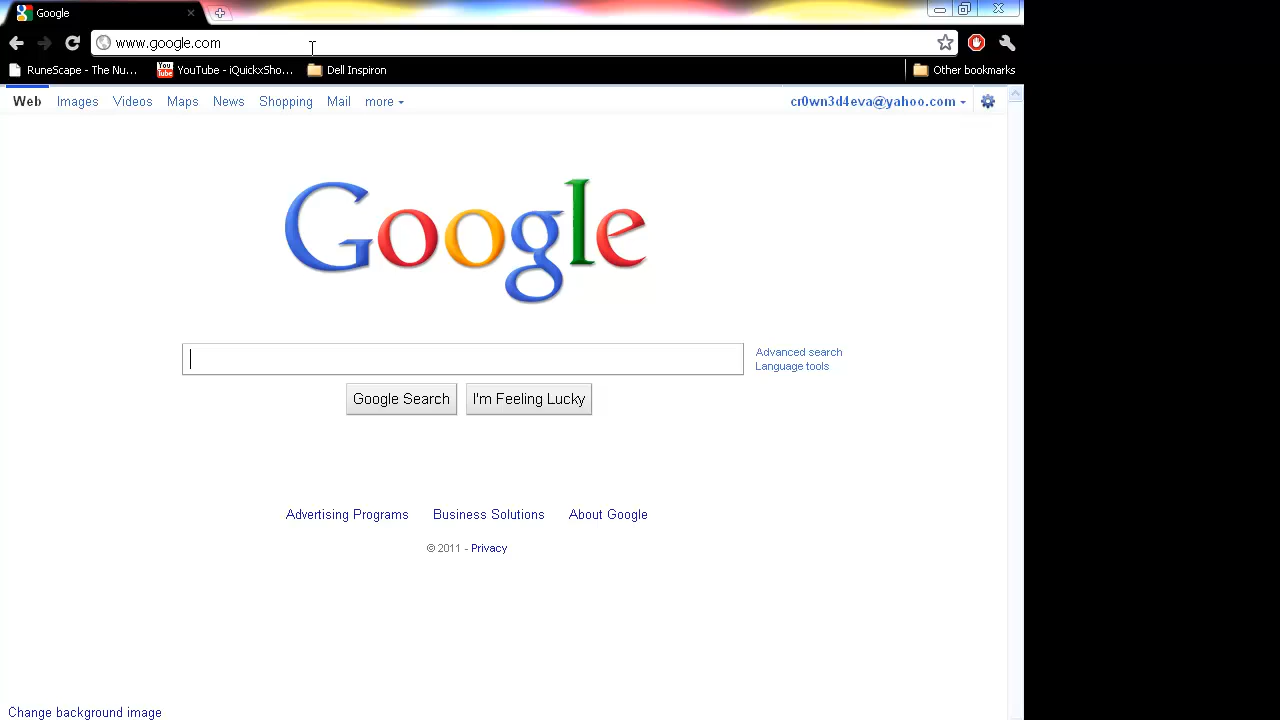 Google
www.google.com
RuneScape - The Nu... You Tube YouTube - iQuickxSho... Dell Inspiron Other bookmarks
Web Images Videos Maps News Shopping Mail more cr0wn3d4eva@yahoo.com
Google
Advanced search
Language tools
Google Search I'm Feeling Lucky
Advertising Programs Business Solutions About Google
© 2011 - Privacy
Change background image